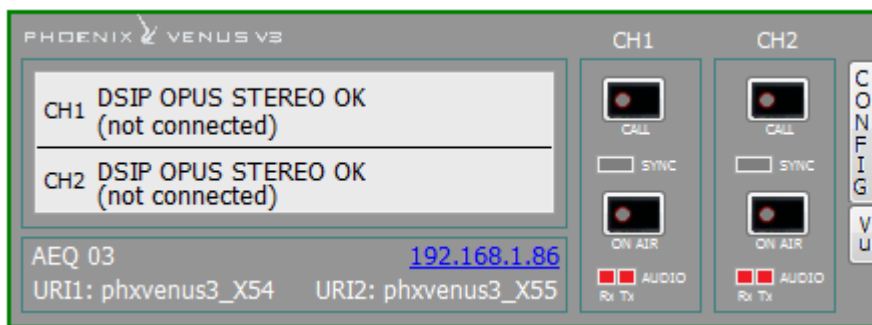 PHOENIX VENUS V3
CH1 DSIP OPUS STEREO OK
(not connected)
CH2 DSIP OPUS STEREO OK
(not connected)
AEQ 03 192.168.1.86
URI1: phxvenus3_X54 URI2: phxvenus3_X55
CH1
CALL
SYNC
ON AIR
AUDIO
Rx Tx
CH2
CALL
SYNC
ON AIR
AUDIO
Rx Tx
CONFIG
Vu